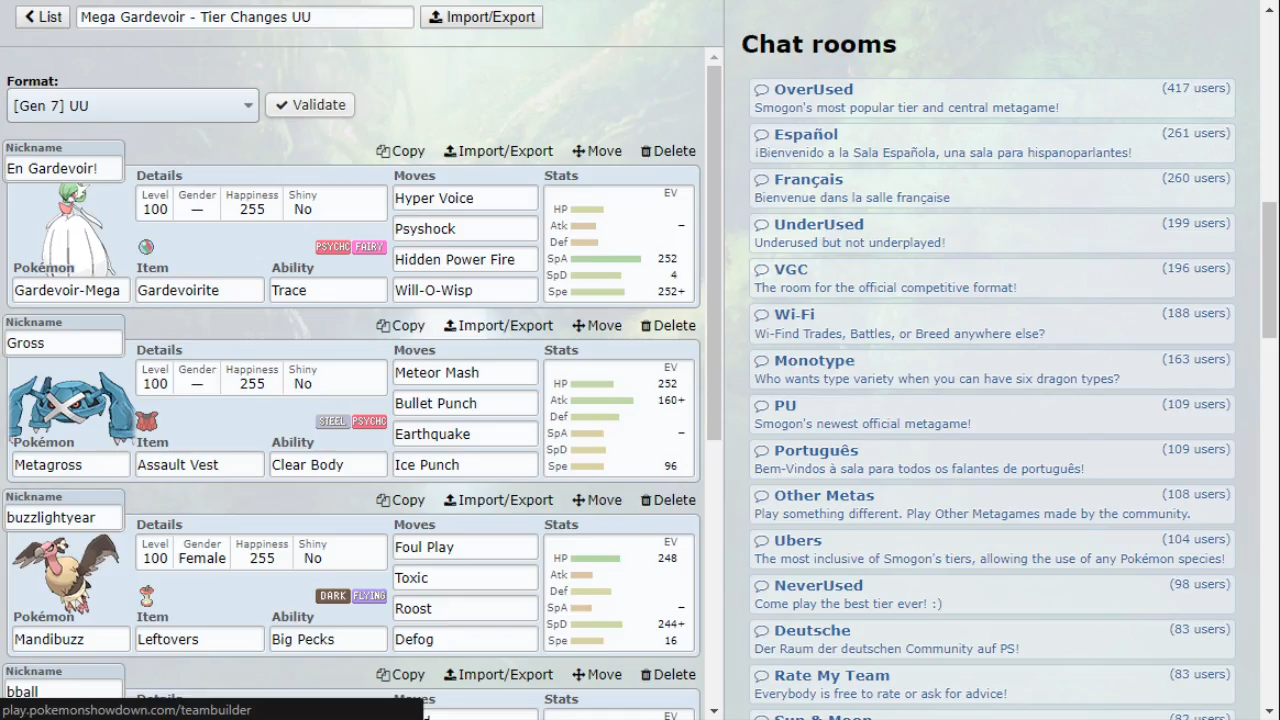 List
Mega Gardevoir - Tier Changes UU
Import/Export
Format:
[Gen 7] UU
Validate
Nickname
En Gardevoir!
Copy
Import/Export
Move
Delete
Details
Moves
Stats
Level
100
Gender
—
Happiness
255
Shiny
No
PSYCHC FAIRY
Pokémon
Gardevoir-Mega
Item
Gardevoirite
Ability
Trace
Hyper Voice
Psyshock
Hidden Power Fire
Will-O-Wisp
EV
HP
Atk –
Def
SpA 252
SpD 4
Spe 252+
Nickname
Gross
Copy
Import/Export
Move
Delete
Details
Moves
Stats
Level
100
Gender
—
Happiness
255
Shiny
No
STEEL PSYCHC
Pokémon
Metagross
Item
Assault Vest
Ability
Clear Body
Meteor Mash
Bullet Punch
Earthquake
Ice Punch
EV
HP 252
Atk 160+
Def
SpA –
SpD
Spe 96
Nickname
buzzlightyear
Copy
Import/Export
Move
Delete
Details
Moves
Stats
Level
100
Gender
Female
Happiness
255
Shiny
No
DARK FLYING
Pokémon
Mandibuzz
Item
Leftovers
Ability
Big Pecks
Foul Play
Toxic
Roost
Defog
EV
HP 248
Atk
Def
SpA –
SpD 244+
Spe 16
Nickname
bball
Copy
Import/Export
Move
Delete
play.pokemonshowdown.com/teambuilder
Chat rooms
OverUsed (417 users)
Smogon's most popular tier and central metagame!
Español (261 users)
¡Bienvenido a la Sala Española, una sala para hispanoparlantes!
Français (260 users)
Bienvenue dans la salle française
UnderUsed (199 users)
Underused but not underplayed!
VGC (196 users)
The room for the official competitive format!
Wi-Fi (188 users)
Wi-Find Trades, Battles, or Breed anywhere else?
Monotype (163 users)
Who wants type variety when you can have six dragon types?
PU (109 users)
Smogon's newest official metagame!
Português (109 users)
Bem-Vindos à sala para todos os falantes de português!
Other Metas (108 users)
Play something different. Play Other Metagames made by the community.
Ubers (104 users)
The most inclusive of Smogon's tiers, allowing the use of any Pokémon species!
NeverUsed (98 users)
Come play the best tier ever! :)
Deutsche (83 users)
Der Raum der deutschen Community auf PS!
Rate My Team (83 users)
Everybody is free to rate or ask for advice!
Sun & Moon (82 users)